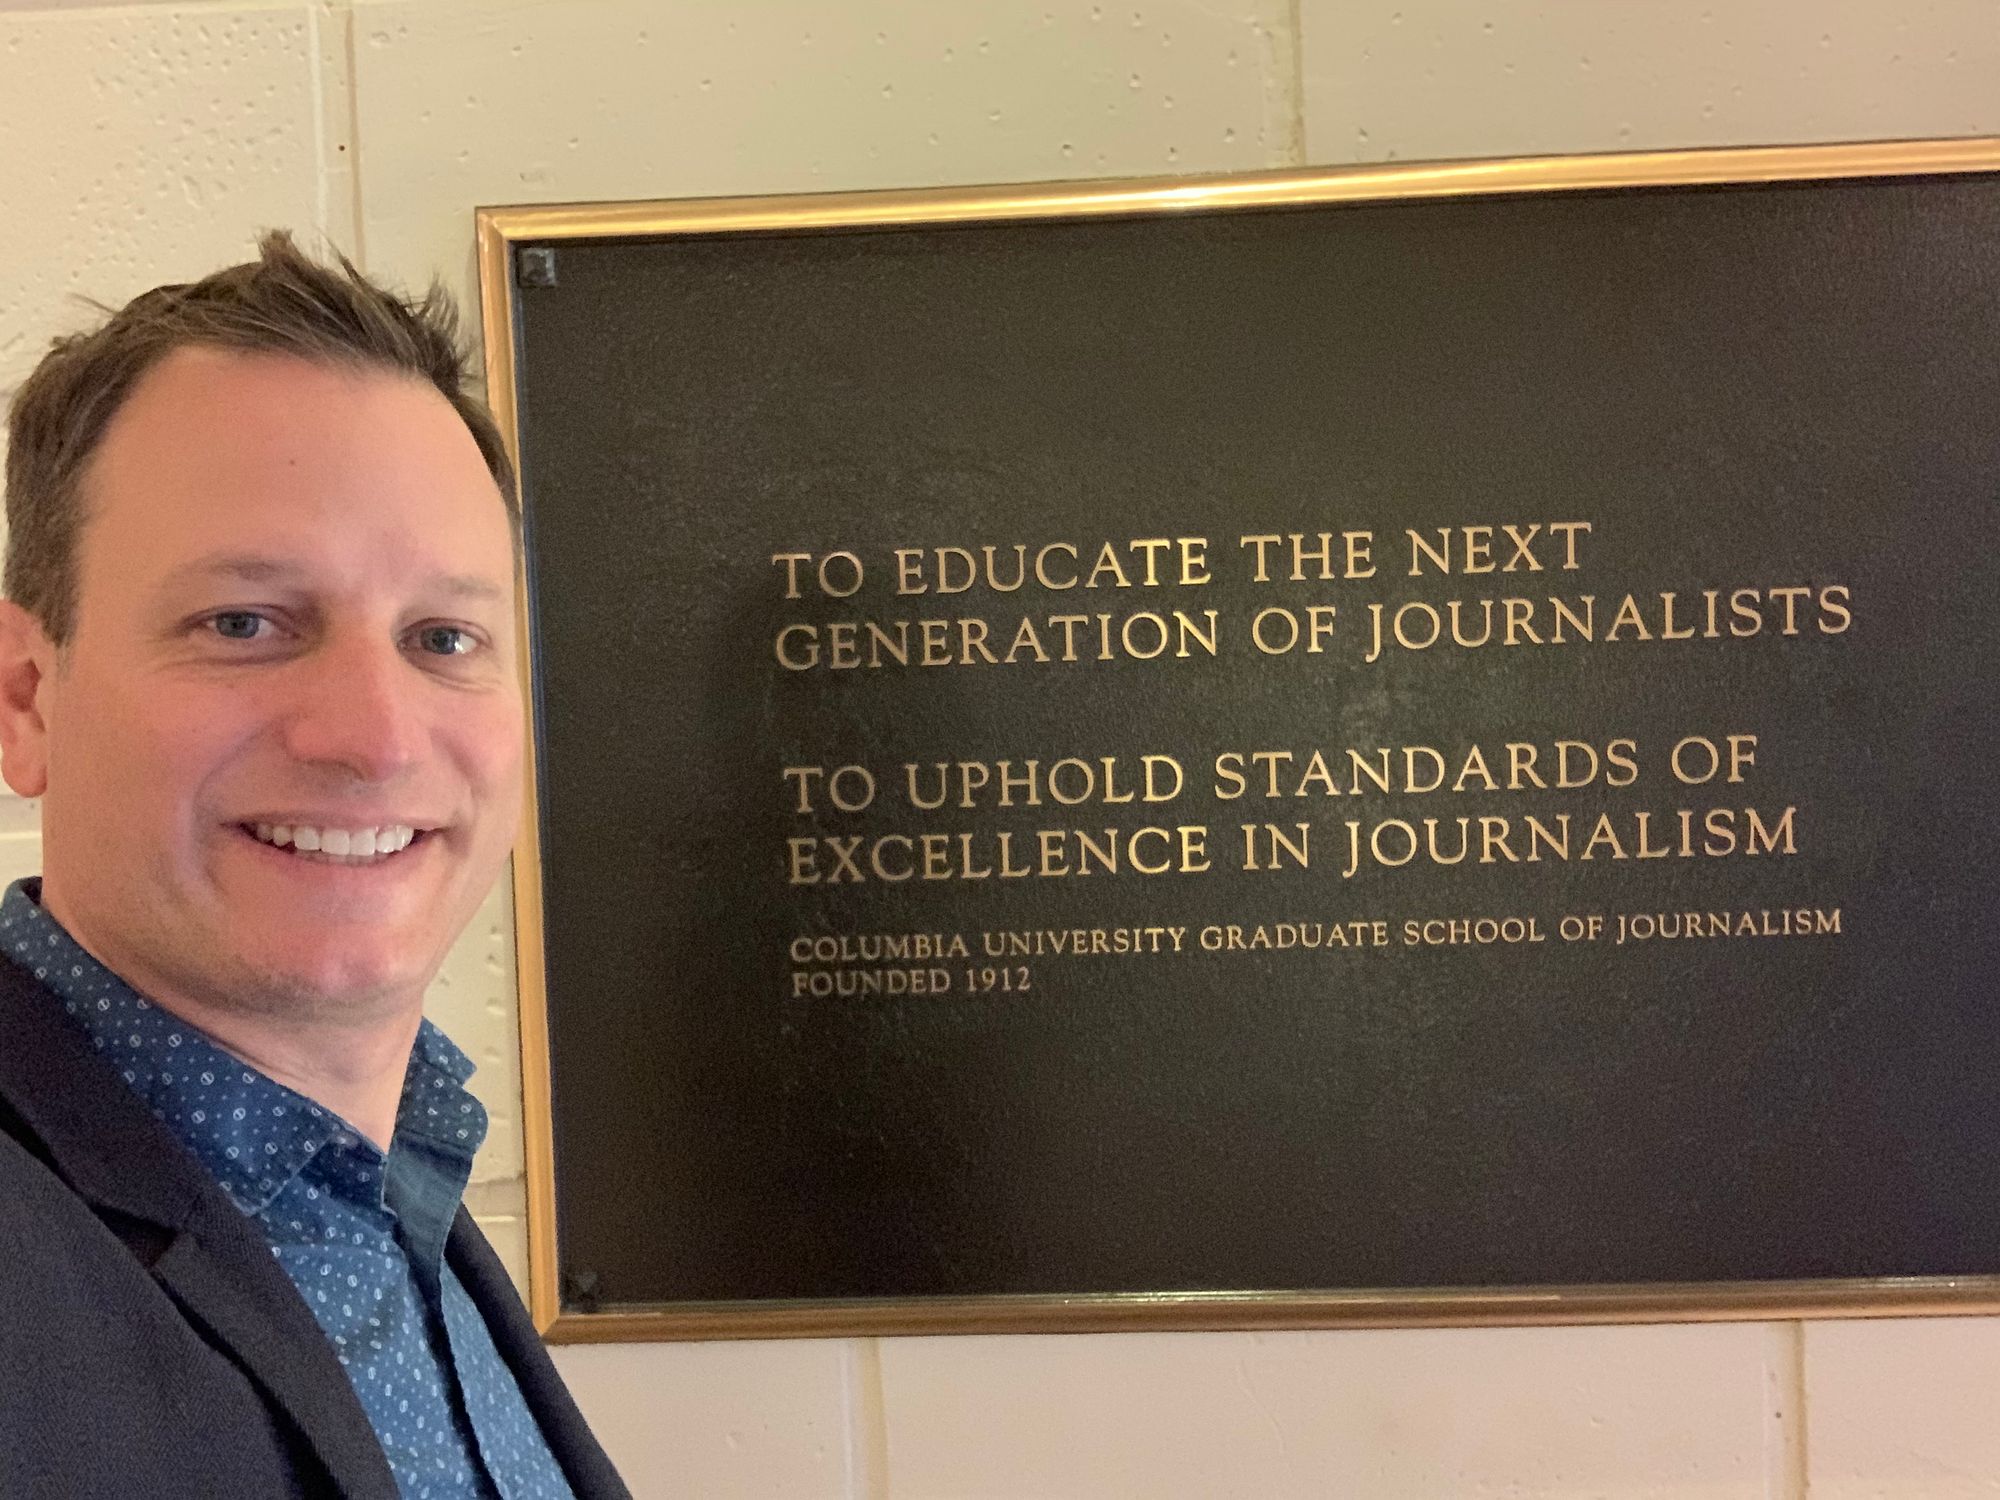 TO EDUCATE THE NEXT
GENERATION OF JOURNALISTS
TO UPHOLD STANDARDS OF
EXCELLENCE IN JOURNALISM
COLUMBIA UNIVERSITY GRADUATE SCHOOL OF JOURNALISM
FOUNDED 1912